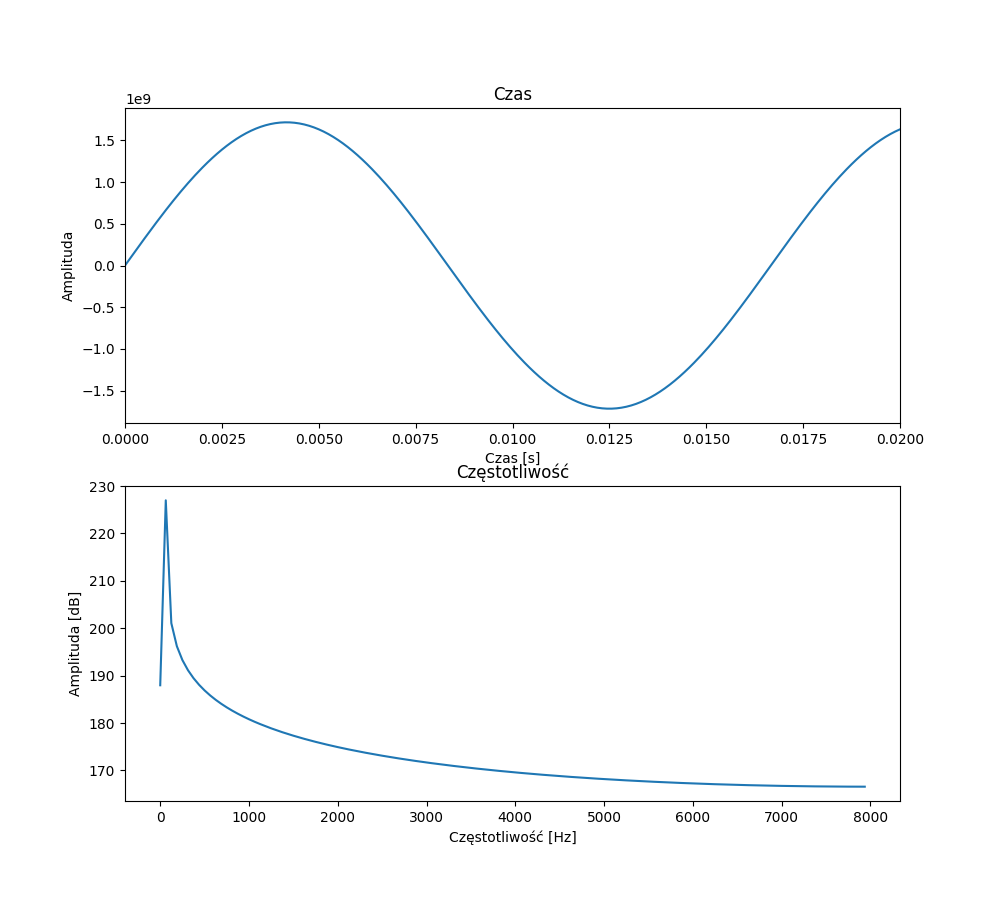 Czas
1e9
1.5
1.0
0.5
0.0
−0.5
−1.0
−1.5
Amplituda
0.0000 0.0025 0.0050 0.0075 0.0100 0.0125 0.0150 0.0175 0.0200
Czas [s]
Częstotliwość
230
220
210
200
190
180
170
Amplituda [dB]
0 1000 2000 3000 4000 5000 6000 7000 8000
Częstotliwość [Hz]